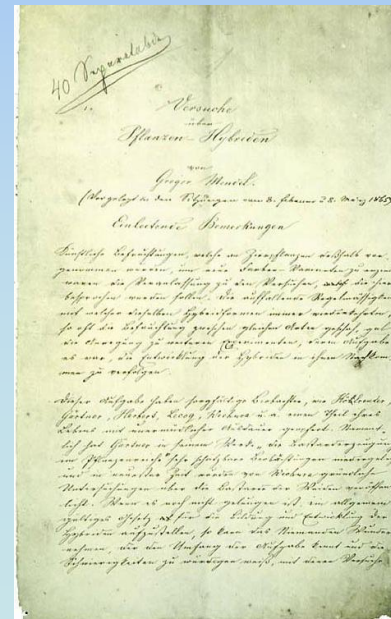 40 Separatabdr.
1.
Versuche
über
Pflanzen-Hybriden
von
Gregor Mendel.
(Vorgelegt in den Sitzungen vom 8. Februar u. 8. März 1865)
Einleitende Bemerkungen
Künstliche Befruchtungen, welche an Zierpflanzen deshalb vor-
genommen wurden, um neue Farben-Varianten zu erzielen
waren die Veranlassung zu den Versuchen, die hier
besprochen werden sollen. Die auffallende Regelmäßigkeit
mit welcher dieselben Hybridformen immer wiederkehrten,
so oft die Befruchtung zwischen gleichen Arten geschah, gab
die Anregung zu weiteren Experimenten, deren Aufgabe
es war, die Entwicklung der Hybriden in ihren Nachkom-
men zu verfolgen.
Dieser Aufgabe haben sorgfältige Beobachter, wie Kölreuter,
Gärtner, Herbert, Lecoq, Wichura u. a. einen Theil ihres
Lebens mit unermüdlicher Ausdauer geopfert. Nament-
lich hat Gärtner in seinem Werke „die Bastarderzeugung
im Pflanzenreiche" sehr schätzbare Beobachtungen niedergelegt
und in neuester Zeit wurden von Wichura gründliche
Untersuchungen über die Bastarde der Weiden veröffent-
licht. Wenn es noch nicht gelungen ist, ein allgemein
giltiges Gesetz für die Bildung und Entwicklung der
Hybriden aufzustellen, so kann das Niemanden Wunder
nehmen, der den Umfang der Aufgabe kennt und die
Schwierigkeiten zu würdigen weiß, mit denen Versuche